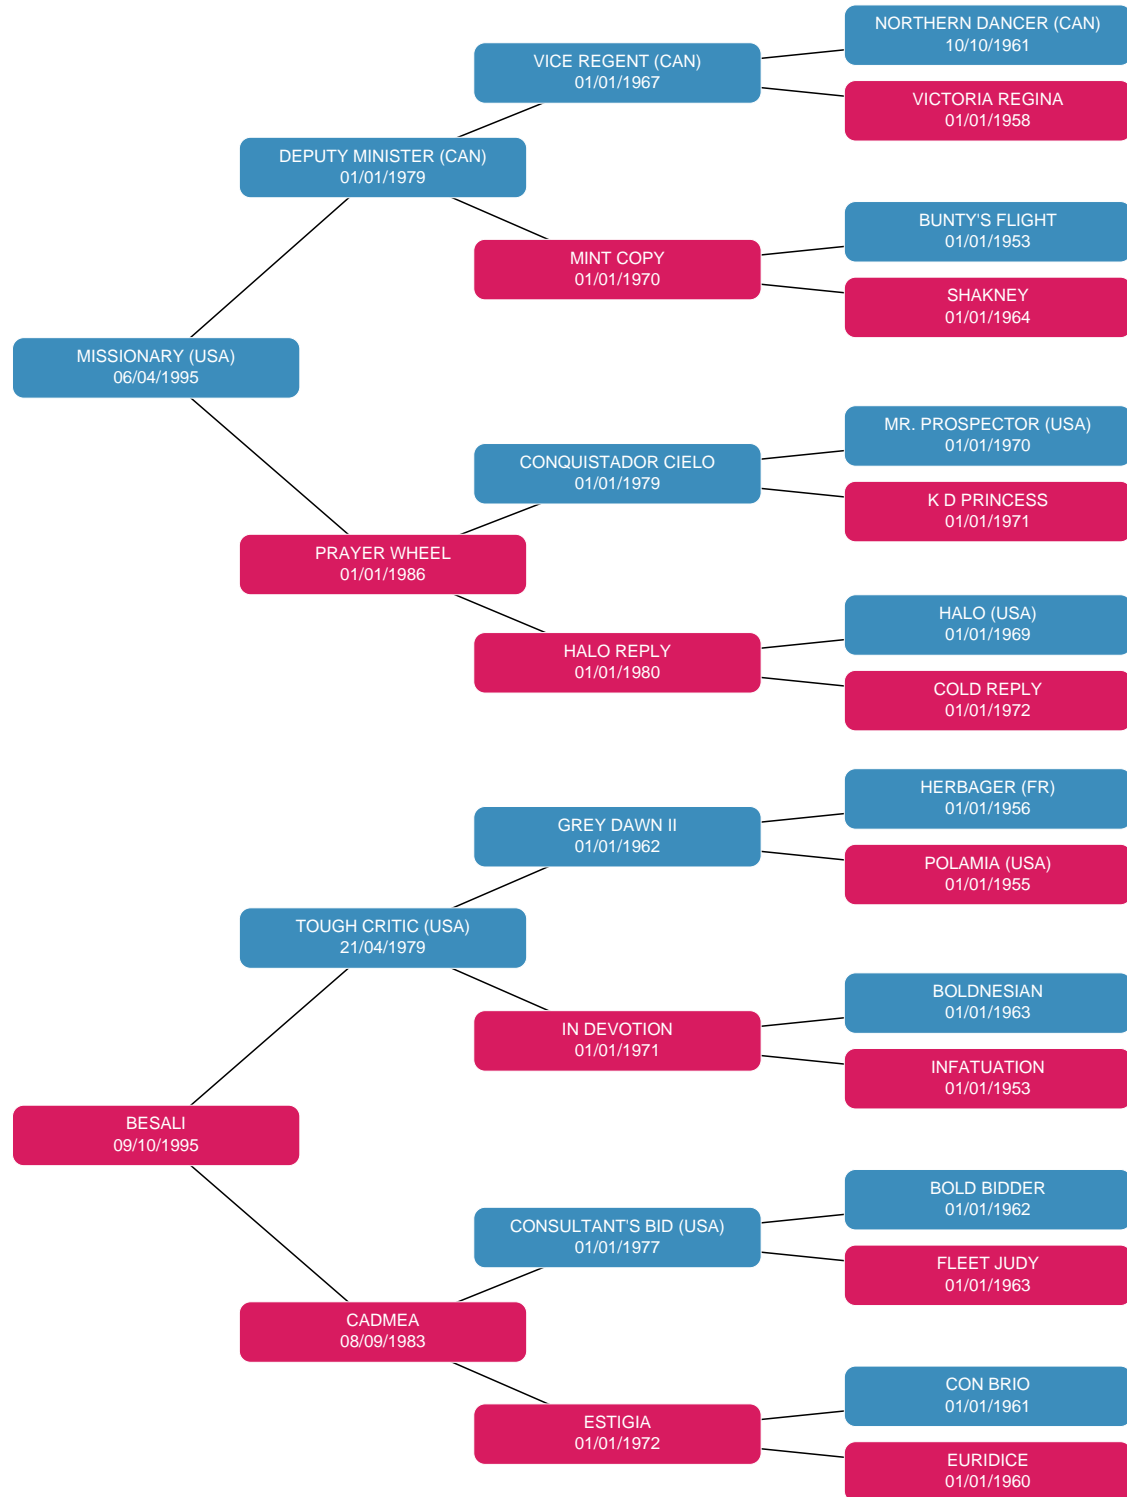 NORTHERN DANCER (CAN)
10/10/1961
VICE REGENT (CAN)
01/01/1967
VICTORIA REGINA
01/01/1958
DEPUTY MINISTER (CAN)
01/01/1979
BUNTY'S FLIGHT
01/01/1953
MINT COPY
01/01/1970
SHAKNEY
01/01/1964
MISSIONARY (USA)
06/04/1995
MR. PROSPECTOR (USA)
01/01/1970
CONQUISTADOR CIELO
01/01/1979
K D PRINCESS
01/01/1971
PRAYER WHEEL
01/01/1986
HALO (USA)
01/01/1969
HALO REPLY
01/01/1980
COLD REPLY
01/01/1972
HERBAGER (FR)
01/01/1956
GREY DAWN II
01/01/1962
POLAMIA (USA)
01/01/1955
TOUGH CRITIC (USA)
21/04/1979
BOLDNESIAN
01/01/1963
IN DEVOTION
01/01/1971
INFATUATION
01/01/1953
BESALI
09/10/1995
BOLD BIDDER
01/01/1962
CONSULTANT'S BID (USA)
01/01/1977
FLEET JUDY
01/01/1963
CADMEA
08/09/1983
CON BRIO
01/01/1961
ESTIGIA
01/01/1972
EURIDICE
01/01/1960